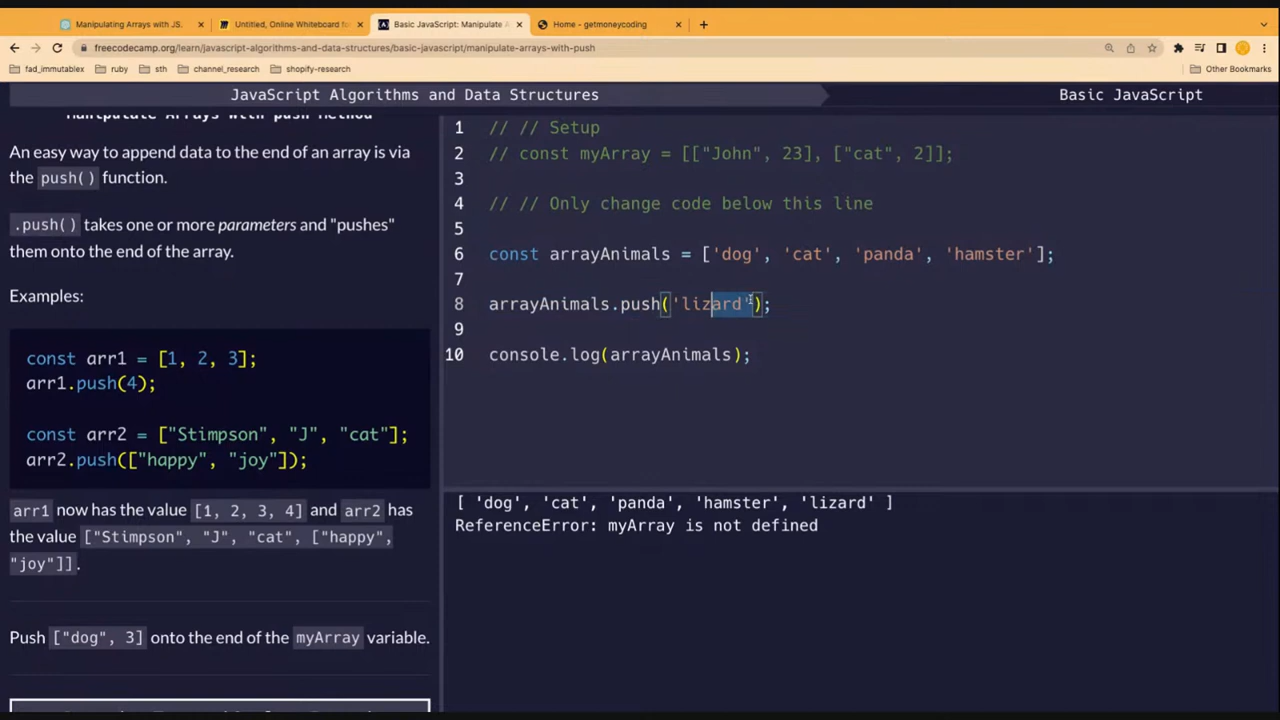 Manipulating Arrays with JS.
Untitled, Online Whiteboard for
Basic JavaScript: Manipulate A
Home - getmoneycoding
freecodecamp.org/learn/javascript-algorithms-and-data-structures/basic-javascript/manipulate-arrays-with-push
fad_immutablex
ruby
sth
channel_research
shopify-research
Other Bookmarks
JavaScript Algorithms and Data Structures
Basic JavaScript
Manipulate Arrays with push Method
An easy way to append data to the end of an array is via
the push() function.
.push() takes one or more parameters and "pushes"
them onto the end of the array.
Examples:
const arr1 = [1, 2, 3];
arr1.push(4);
const arr2 = ["Stimpson", "J", "cat"];
arr2.push(["happy", "joy"]);
arr1 now has the value [1, 2, 3, 4] and arr2 has
the value ["Stimpson", "J", "cat", ["happy",
"joy"]].
Push ["dog", 3] onto the end of the myArray variable.
1 // // Setup
2 // const myArray = [["John", 23], ["cat", 2]];
3
4 // // Only change code below this line
5
6 const arrayAnimals = ['dog', 'cat', 'panda', 'hamster'];
7
8 arrayAnimals.push('lizard');
9
10 console.log(arrayAnimals);
[ 'dog', 'cat', 'panda', 'hamster', 'lizard' ]
ReferenceError: myArray is not defined